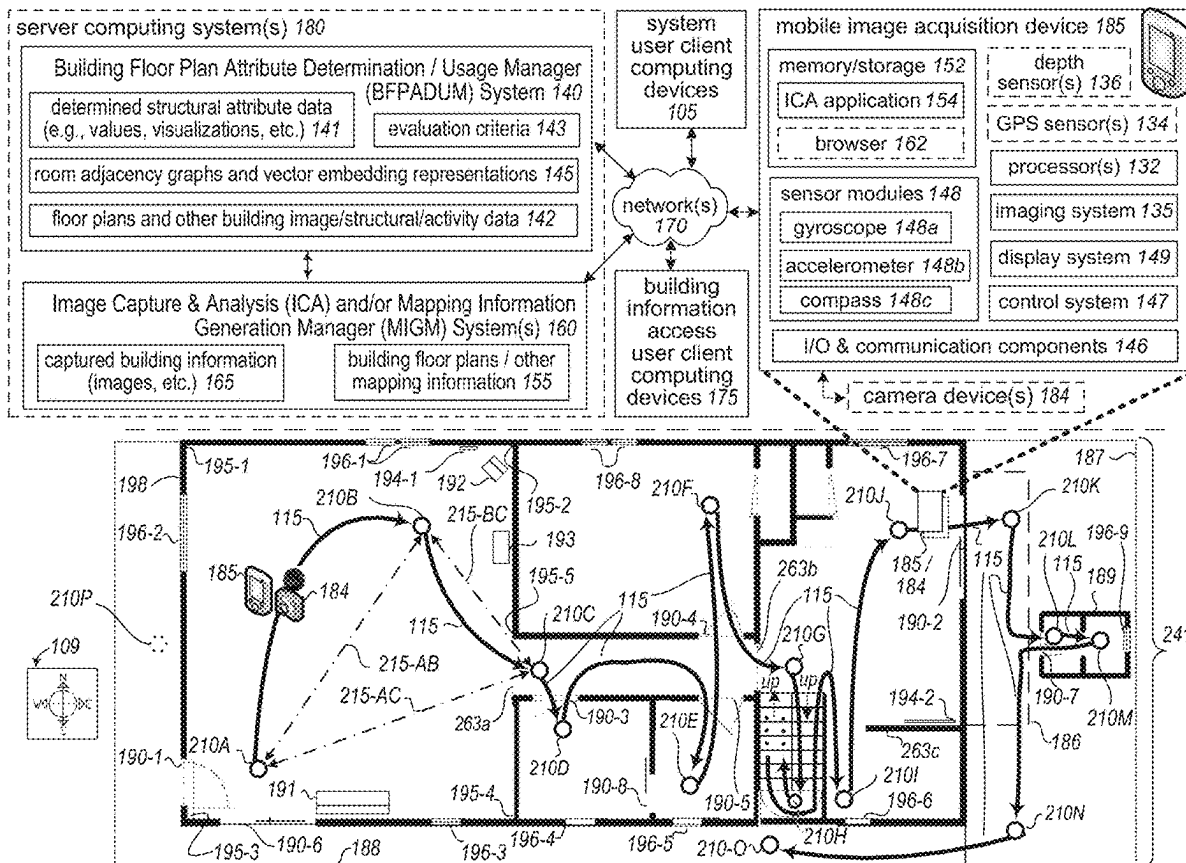 server computing system(s) 180
Building Floor Plan Attribute Determination / Usage Manager
(BFPADUM) System 140
determined structural attribute data
(e.g., values, visualizations, etc.) 141
evaluation criteria 143
room adjacency graphs and vector embedding representations 145
floor plans and other building image/structural/activity data 142
Image Capture & Analysis (ICA) and/or Mapping Information
Generation Manager (MIGM) System(s) 160
captured building information
(images, etc.) 165
building floor plans / other
mapping information 155
system
user client
computing
devices
105
network(s)
170
building
information
access
user client
computing
devices 175
mobile image acquisition device 185
memory/storage 152
ICA application 154
browser 162
sensor modules 148
gyroscope 148a
accelerometer 148b
compass 148c
depth
sensor(s) 136
GPS sensor(s) 134
processor(s) 132
imaging system 135
display system 149
control system 147
I/O & communication components 146
camera device(s) 184
195-1
196-1
194-1
192
195-2
196-8
196-7
187
198
210B
215-BC
210F
210J
210K
196-2
115
193
185 /
184
115
210L
196-9
115
189
185
184
195-5
263b
190-2
210P
115
210C
115
190-4
115
210G
241
109
N
215-AB
up
up
190-7
210M
215-AC
263a
190-3
210E
194-2
186
190-1
210A
210D
263c
191
195-4
190-8
190-5
210I
196-6
210N
195-3
190-6
188
196-3
196-4
196-5
210H
210-O